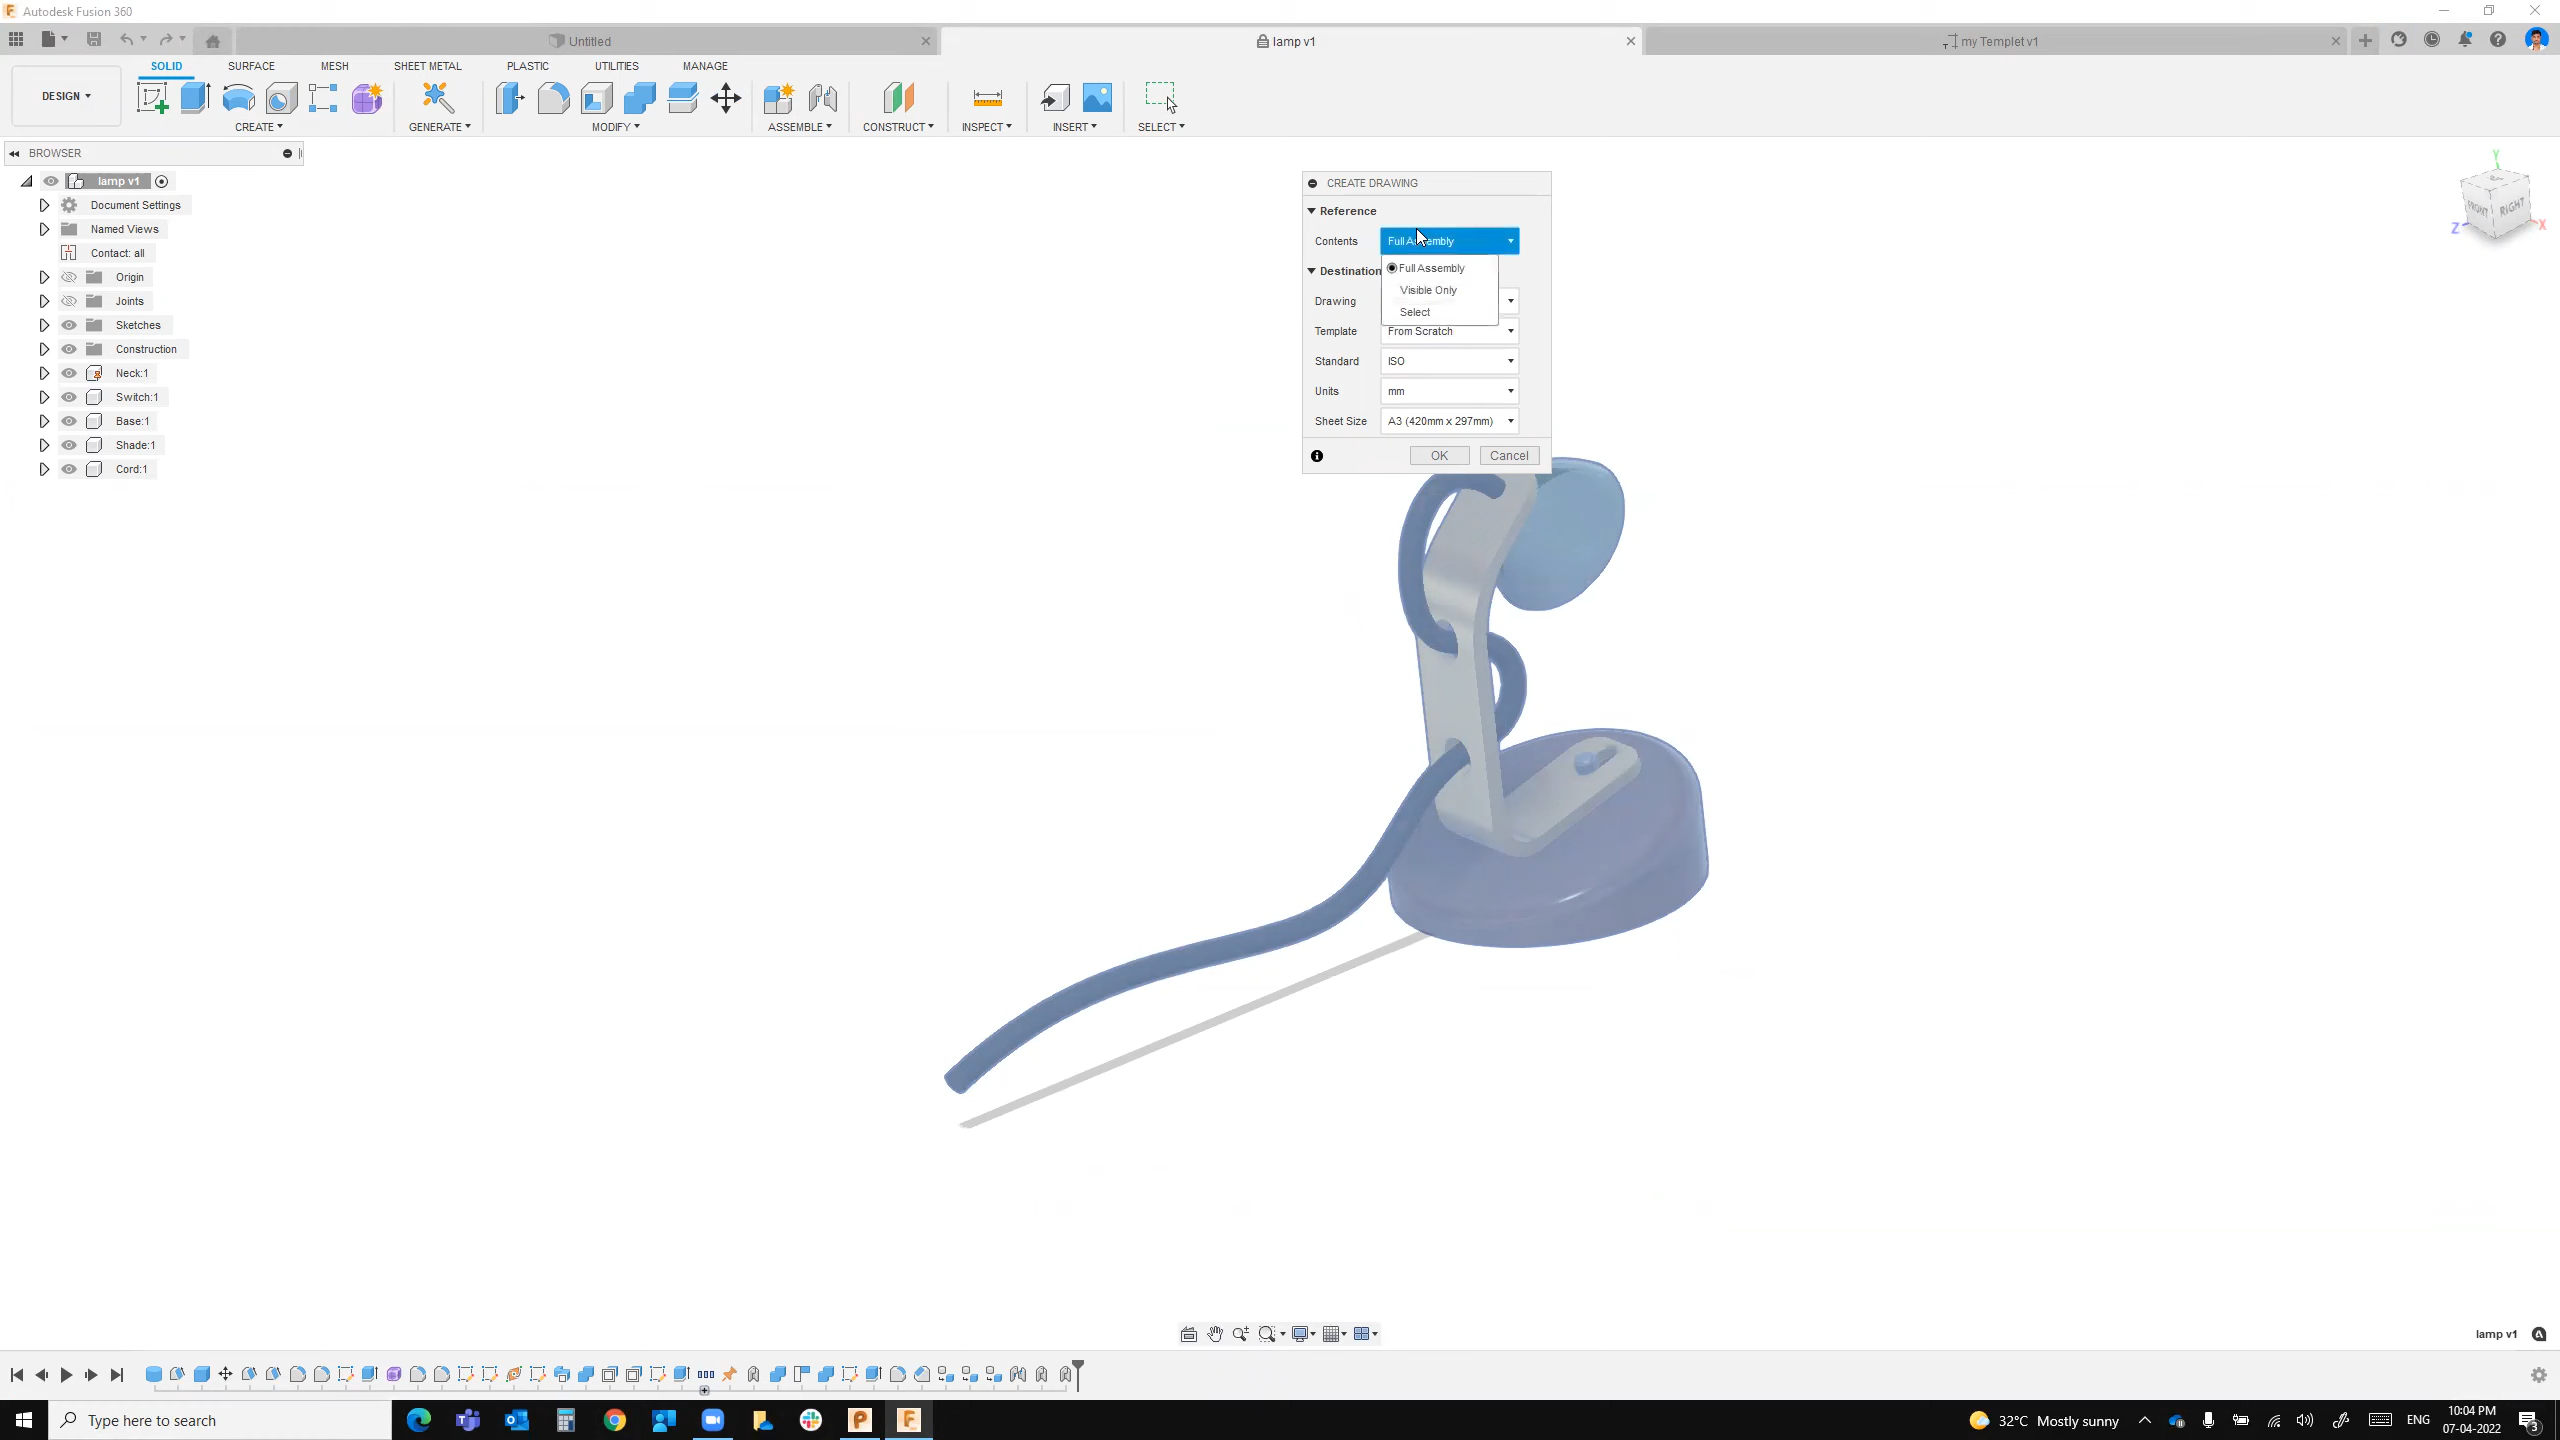 Autodesk Fusion 360
Untitled
lamp v1
my Templet v1
DESIGN
SOLID
SURFACE
MESH
SHEET METAL
PLASTIC
UTILITIES
MANAGE
CREATE
GENERATE
MODIFY
ASSEMBLE
CONSTRUCT
INSPECT
INSERT
SELECT
BROWSER
lamp v1
Document Settings
Named Views
Contact: all
Origin
Joints
Sketches
Construction
Neck:1
Switch:1
Base:1
Shade:1
Cord:1
CREATE DRAWING
Reference
Contents Full Assembly
Full Assembly
Visible Only
Select
Destination
Drawing
Template From Scratch
Standard ISO
Units mm
Sheet Size A3 (420mm x 297mm)
OK Cancel
Y
FRONT RIGHT
Z X
lamp v1
Type here to search
32°C Mostly sunny
ENG
10:04 PM
07-04-2022
3